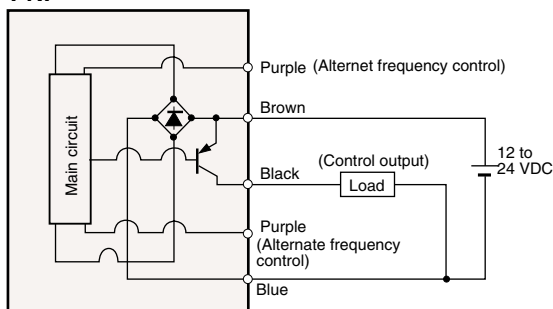 Purple (Alternet frequency control)
Brown
Main circuit
(Control output)
12 to
24 VDC
Black
Load
Purple
(Alternate frequency
control)
Blue